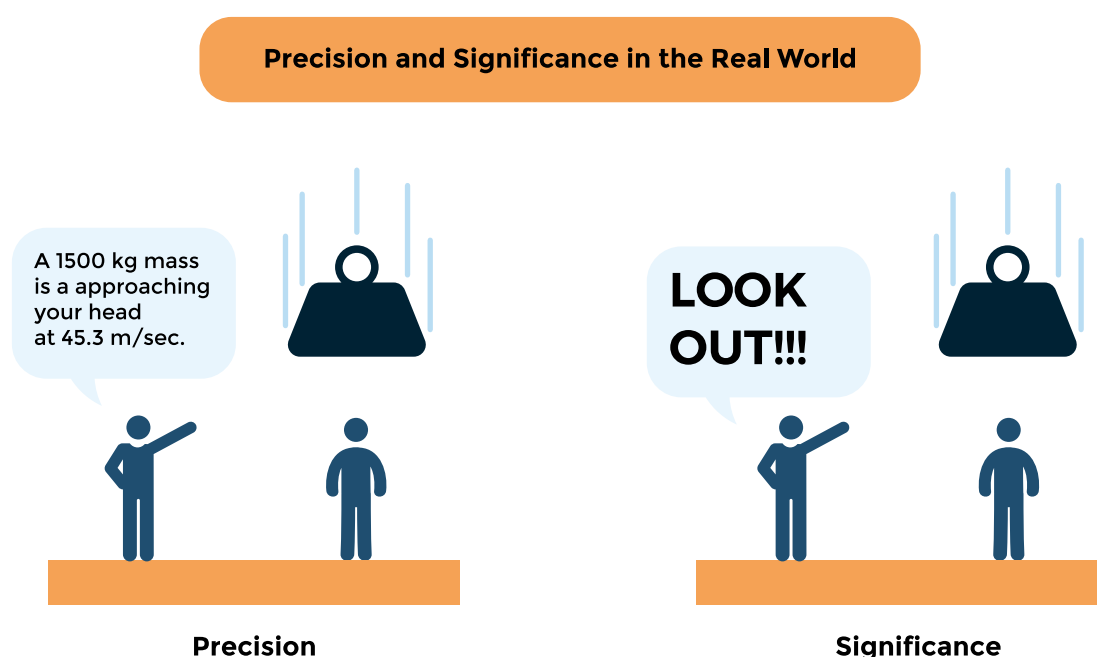 Precision and Significance in the Real World
A 1500 kg mass
is a approaching
your head
at 45.3 m/sec.
LOOK
OUT!!!
Precision
Significance